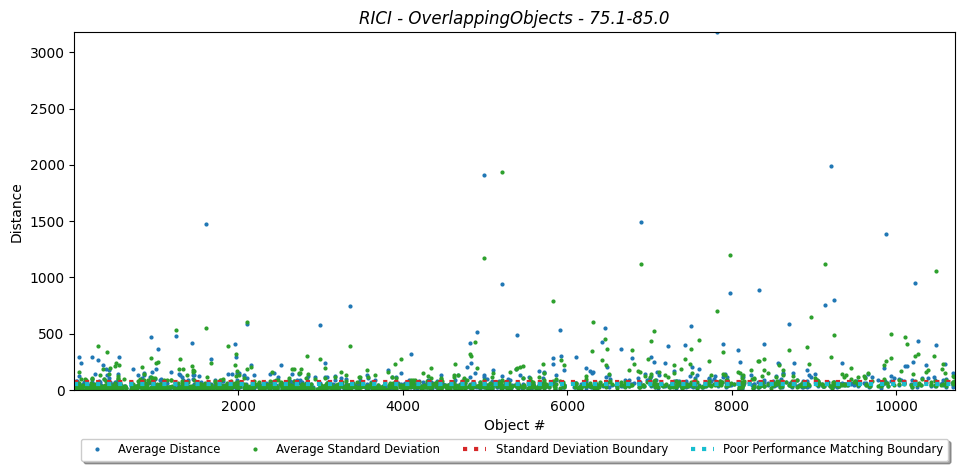 RICI - OverlappingObjects - 75.1-85.0
3000
2500
2000
1500
1000
500
0
Distance
2000 4000 6000 8000 10000
Object #
Average Distance Average Standard Deviation Standard Deviation Boundary Poor Performance Matching Boundary